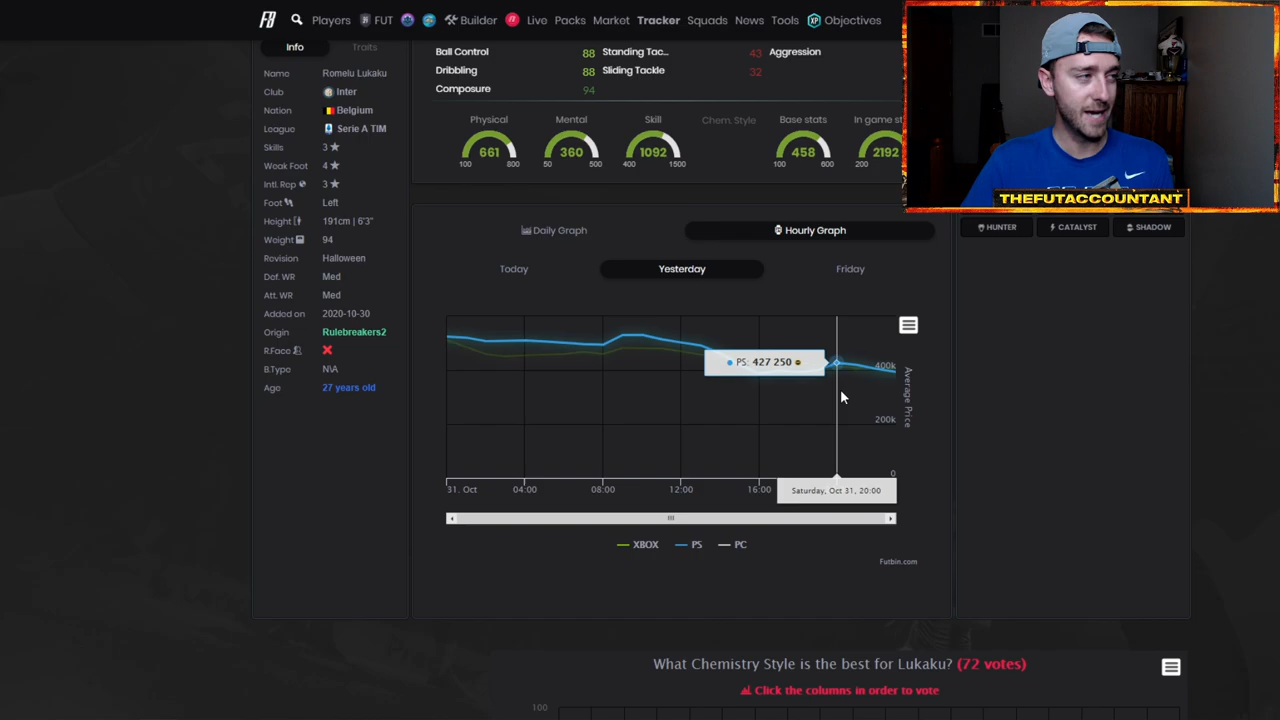 Players FUT Builder Live Packs Market Tracker Squads News Tools XP Objectives
Info Traits
Name Romelu Lukaku
Club Inter
Nation Belgium
League Serie A TIM
Skills 3
Weak Foot 4
Intl. Rep 3
Foot Left
Height 191cm | 6'3"
Weight 94
Revision Halloween
Def. WR Med
Att. WR Med
Added on 2020-10-30
Origin Rulebreakers2
R.Face
B.Type N\A
Age 27 years old
Ball Control 88 Standing Tac... 43 Aggression
Dribbling 88 Sliding Tackle 32
Composure 94
Physical Mental Skill Chem. Style Base stats In game st
661 360 1092 458 2192
100 800 50 500 400 1500 200 600 200
THEFUTACCOUNTANT
HUNTER CATALYST SHADOW
Daily Graph Hourly Graph
Today Yesterday Friday
PS: 427 250
400k
200k
0
Average Price
31. Oct 04:00 08:00 12:00 16:00
Saturday, Oct 31, 20:00
XBOX PS PC
Futbin.com
What Chemistry Style is the best for Lukaku? (72 votes)
Click the columns in order to vote
100